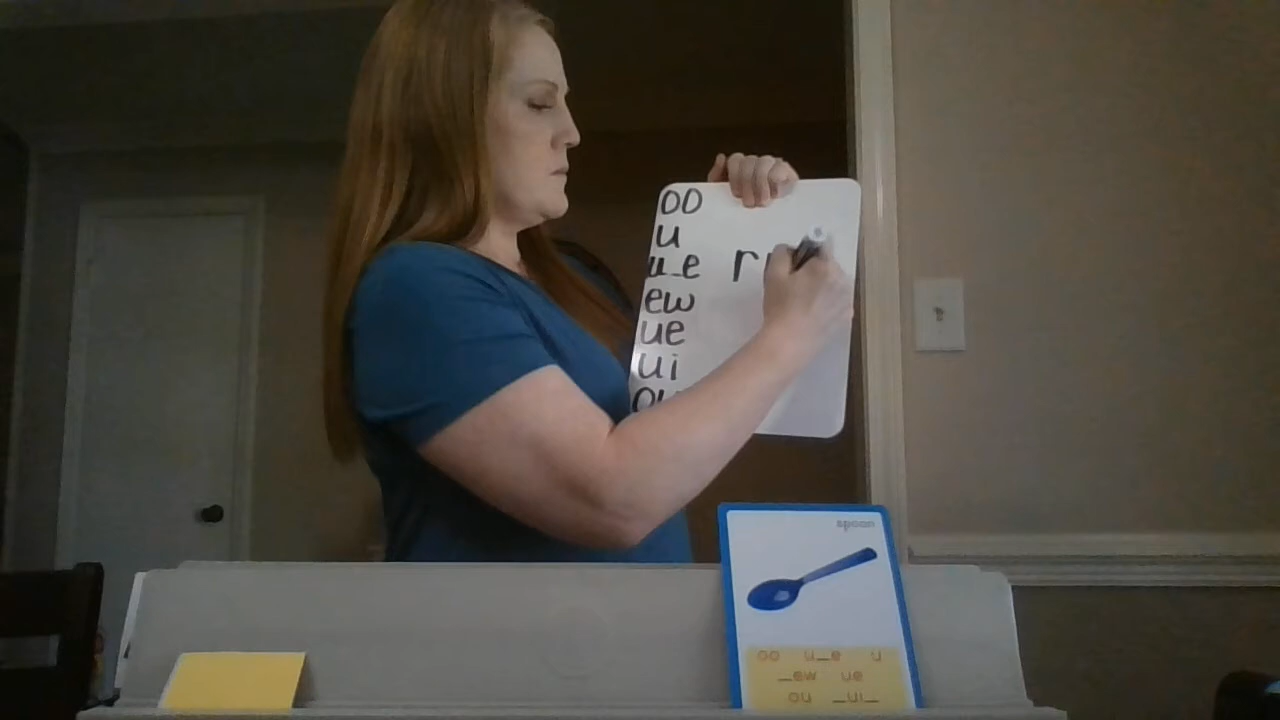 oo
u
u_e
ew
ue
ui
r
spoon
oo u_e u
_ew ue
ou _ui_